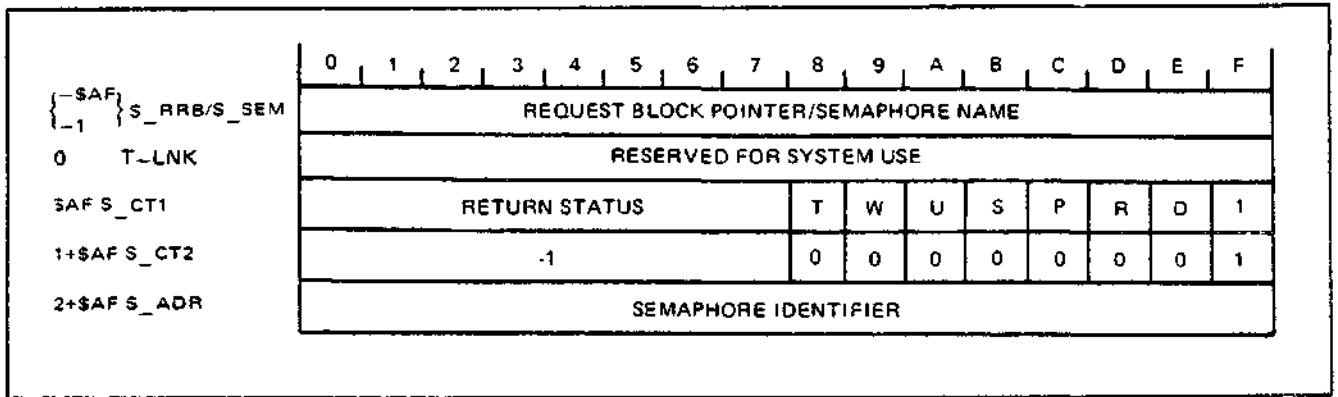 0 1 2 3 4 5 6 7 8 9 A B C D E F
{-$AF
-1} S_RRB/S_SEM REQUEST BLOCK POINTER/SEMAPHORE NAME
0 T-LNK RESERVED FOR SYSTEM USE
$AF S_CT1 RETURN STATUS T W U S P R D 1
1+$AF S_CT2 -1 0 0 0 0 0 0 0 1
2+$AF S_ADR SEMAPHORE IDENTIFIER